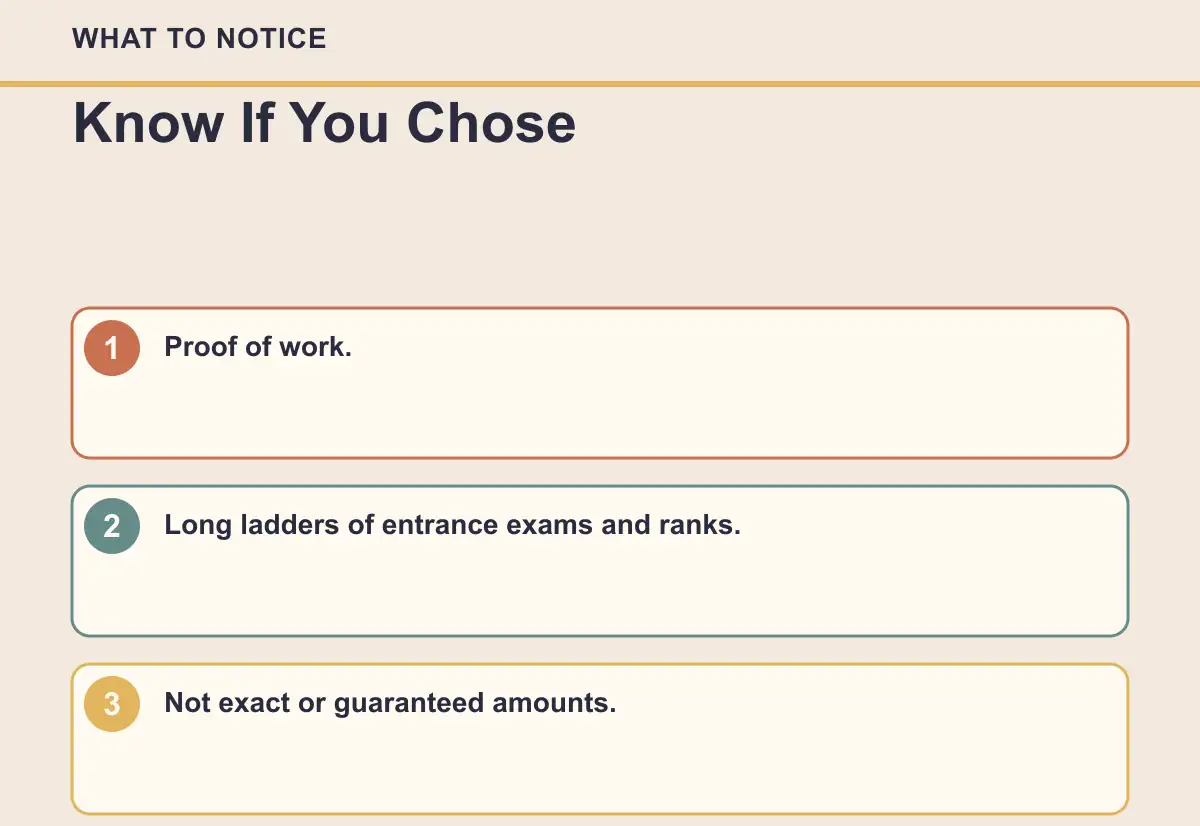 WHAT TO NOTICE
Know If You Chose
1
Proof of work.
2
Long ladders of entrance exams and ranks.
3
Not exact or guaranteed amounts.